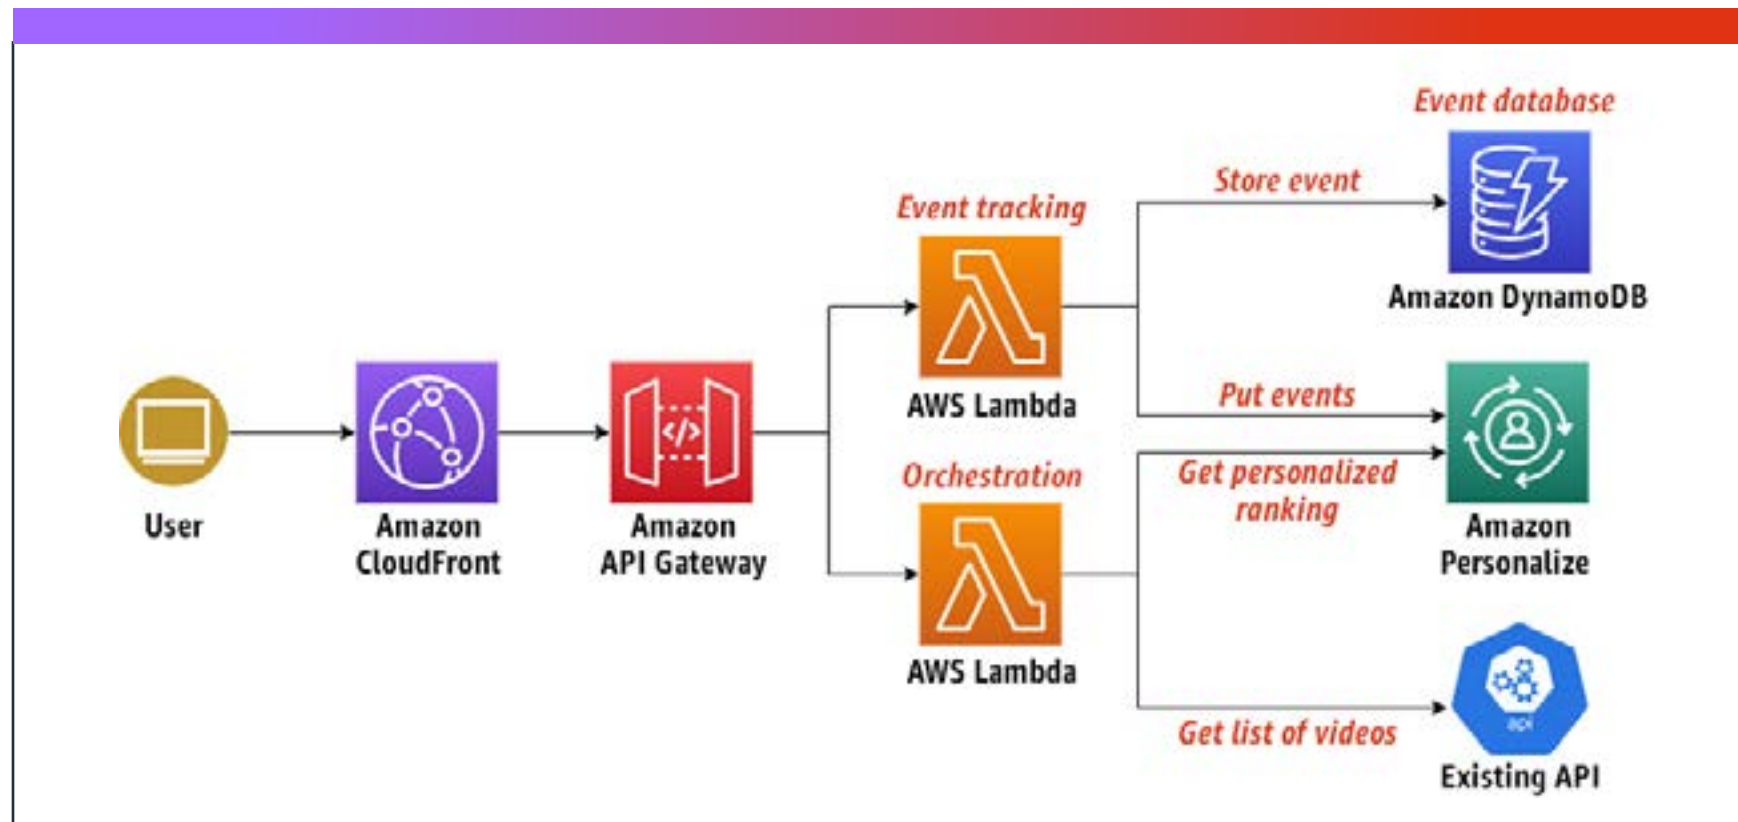 Event database
Store event
Event tracking
Amazon DynamoDB
Put events
AWS Lambda
</>
Orchestration
Get personalized
ranking
User
Amazon
CloudFront
Amazon
API Gateway
Amazon
Personalize
AWS Lambda
api
Get list of videos
Existing API